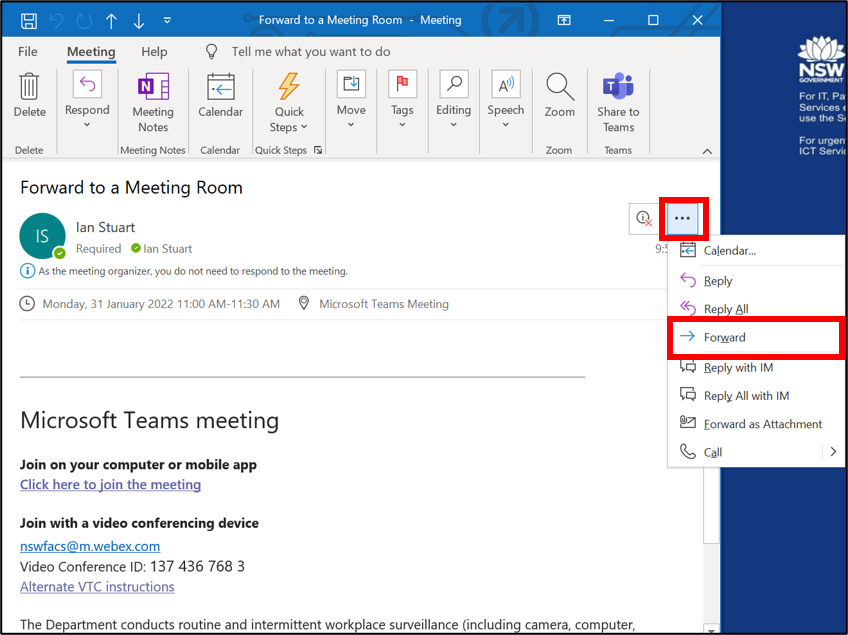 Forward to a Meeting Room - Meeting
File Meeting Help Tell me what you want to do
Delete
Respond
Meeting Notes
Calendar
Quick Steps
Move
Tags
Editing
Speech
Zoom
Share to Teams
Delete Meeting Notes Calendar Quick Steps Zoom Teams
NSW
GOVERNMENT
For IT, Pa
Services
use the S
For urgen
ICT Servic
Forward to a Meeting Room
IS
Ian Stuart
Required Ian Stuart
9:5
As the meeting organizer, you do not need to respond to the meeting.
Monday, 31 January 2022 11:00 AM-11:30 AM Microsoft Teams Meeting
Calendar...
Reply
Reply All
Forward
Reply with IM
Reply All with IM
Forward as Attachment
Call
Microsoft Teams meeting
Join on your computer or mobile app
Click here to join the meeting
Join with a video conferencing device
nswfacs@m.webex.com
Video Conference ID: 137 436 768 3
Alternate VTC instructions
The Department conducts routine and intermittent workplace surveillance (including camera, computer,